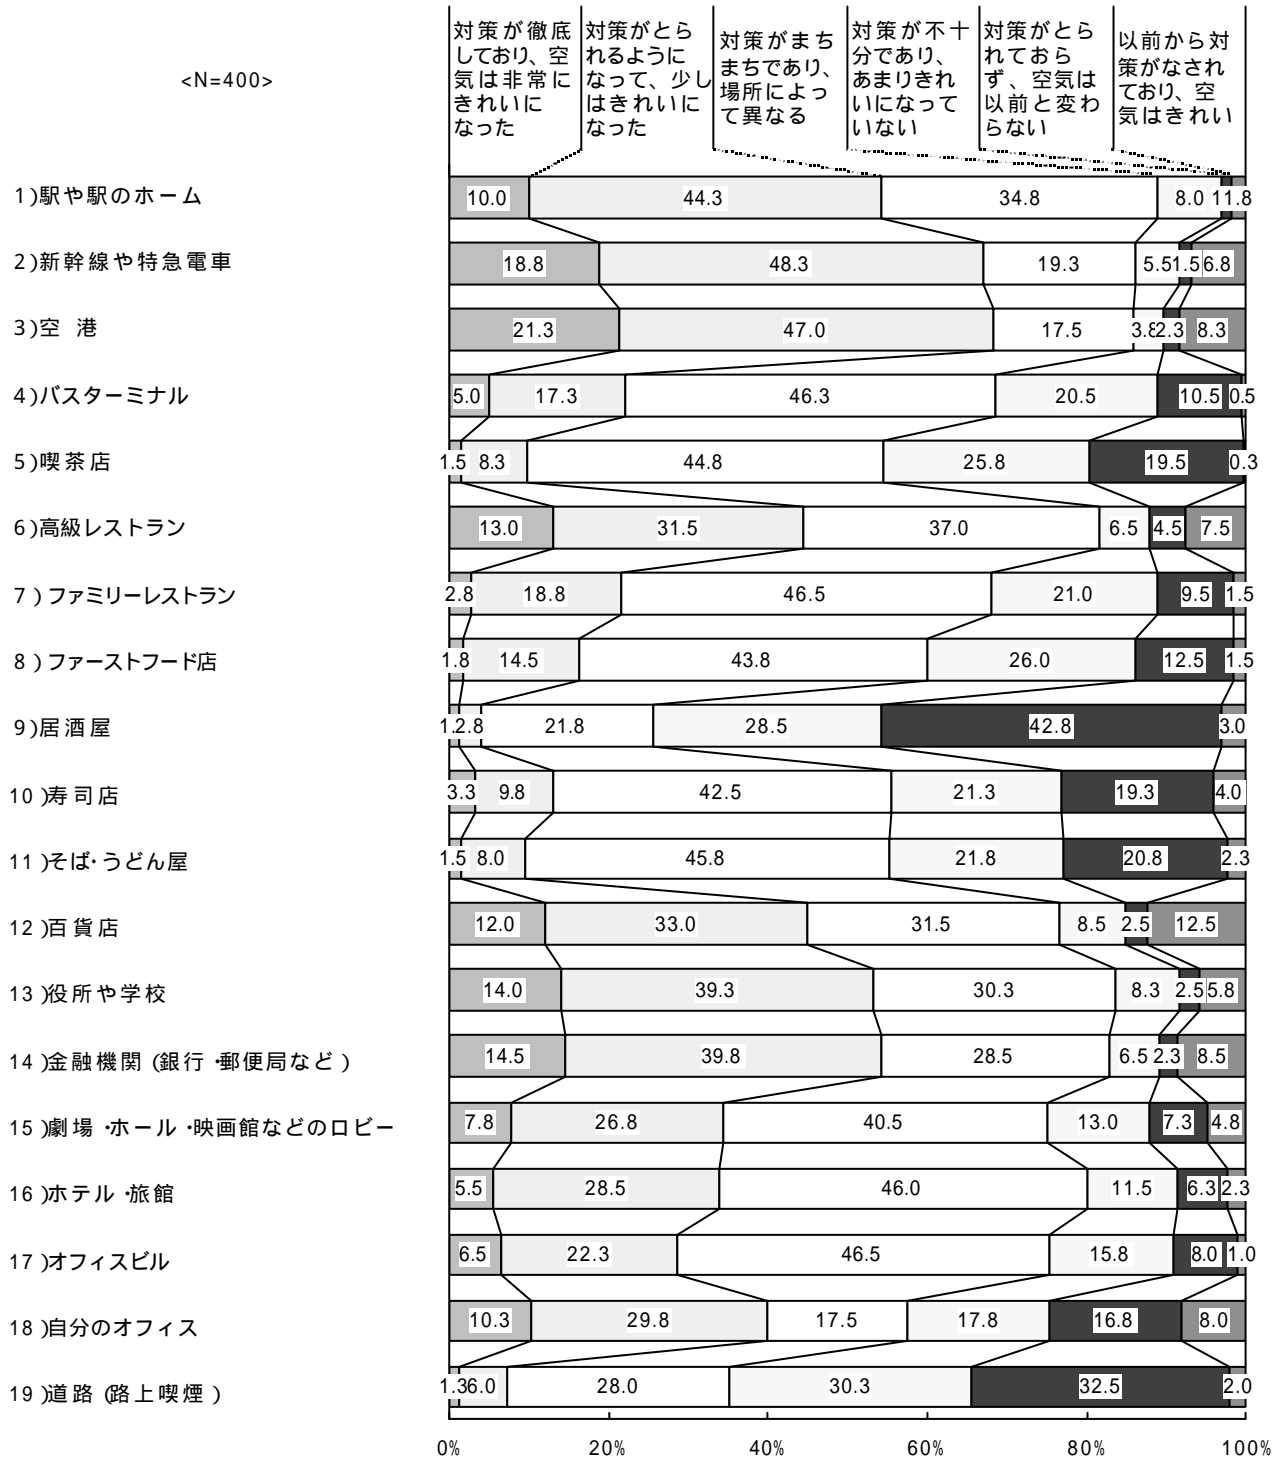 <N=400>
対策が徹底
しており、空
気は非常に
きれいに
なった
対策がとら
れるように
なって、少し
はきれいに
なった
対策がまち
まちであり、
場所によっ
て異なる
対策が不十
分であり、
あまりきれ
いになって
いない
対策がとら
れておら
ず、空気は
以前と変わ
らない
以前から対
策がなされ
ており、空
気はきれい
1)駅や駅のホーム 10.0 44.3 34.8 8.0 11.8
2)新幹線や特急電車 18.8 48.3 19.3 5.5 1.5 6.8
3)空 港 21.3 47.0 17.5 3.8 2.3 8.3
4)バスターミナル 5.0 17.3 46.3 20.5 10.5 0.5
5)喫茶店 1.5 8.3 44.8 25.8 19.5 0.3
6)高級レストラン 13.0 31.5 37.0 6.5 4.5 7.5
7)ファミリーレストラン 2.8 18.8 46.5 21.0 9.5 1.5
8)ファーストフード店 1.8 14.5 43.8 26.0 12.5 1.5
9)居酒屋 1. 2.8 21.8 28.5 42.8 3.0
10)寿司店 3.3 9.8 42.5 21.3 19.3 4.0
11)そば・うどん屋 1.5 8.0 45.8 21.8 20.8 2.3
12)百貨店 12.0 33.0 31.5 8.5 2.5 12.5
13)役所や学校 14.0 39.3 30.3 8.3 2.5 5.8
14)金融機関(銀行・郵便局など) 14.5 39.8 28.5 6.5 2.3 8.5
15)劇場・ホール・映画館などのロビー 7.8 26.8 40.5 13.0 7.3 4.8
16)ホテル・旅館 5.5 28.5 46.0 11.5 6.3 2.3
17)オフィスビル 6.5 22.3 46.5 15.8 8.0 1.0
18)自分のオフィス 10.3 29.8 17.5 17.8 16.8 8.0
19)道路(路上喫煙) 1.3 6.0 28.0 30.3 32.5 2.0
0% 20% 40% 60% 80% 100%